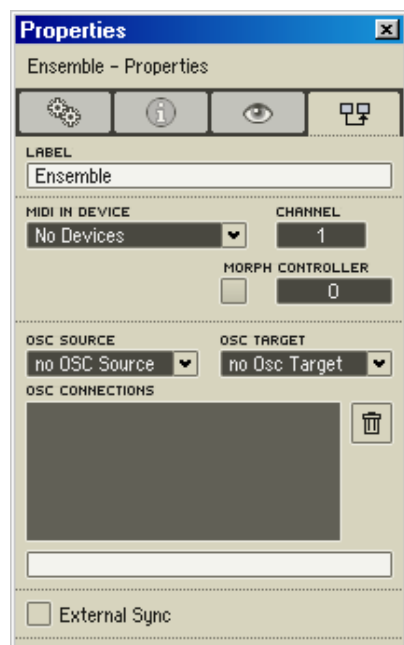 Properties
Ensemble - Properties
LABEL
Ensemble
MIDI IN DEVICE CHANNEL
No Devices 1
MORPH CONTROLLER
0
OSC SOURCE OSC TARGET
no OSC Source no Osc Target
OSC CONNECTIONS
External Sync